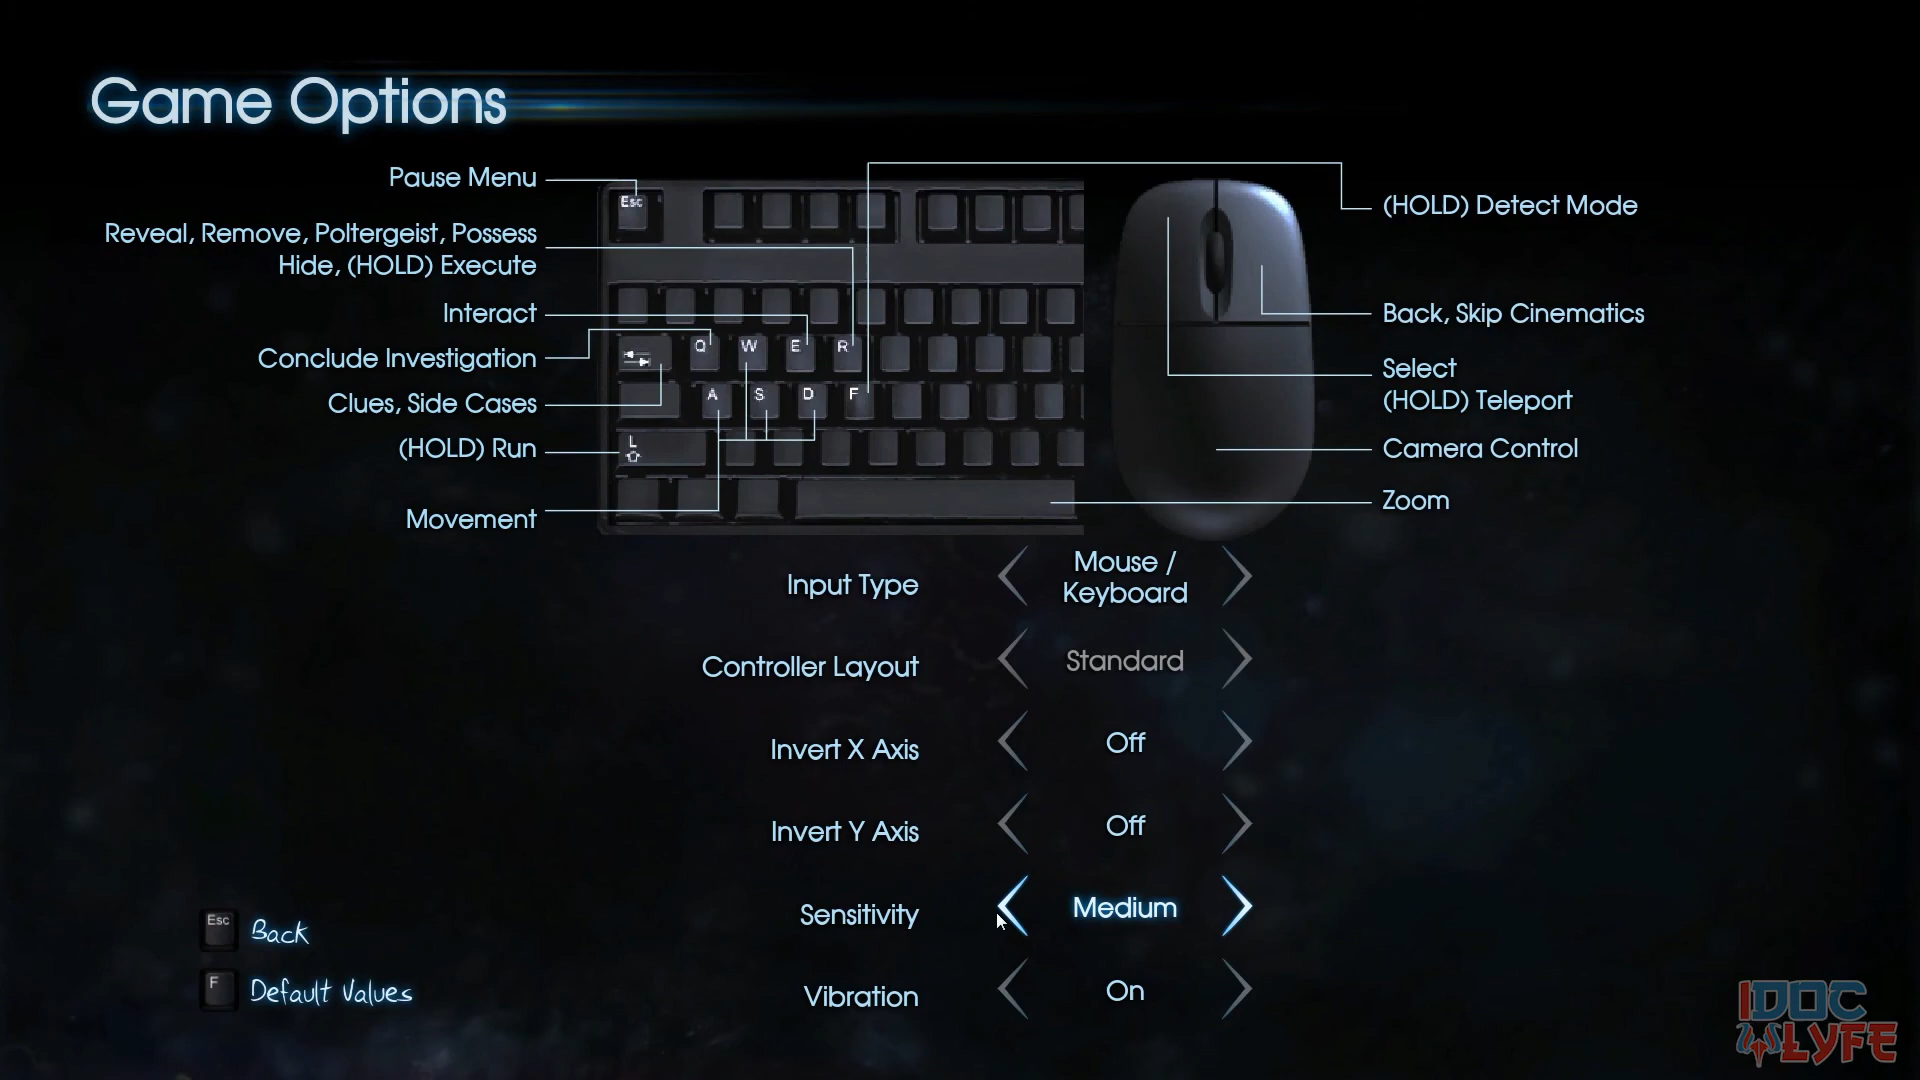 Game Options
Pause Menu
Reveal, Remove, Poltergeist, Possess
Hide, (HOLD) Execute
Interact
Conclude Investigation
Clues, Side Cases
(HOLD) Run
Movement
Esc
Q W E R
A S D F
L
(HOLD) Detect Mode
Back, Skip Cinematics
Select
(HOLD) Teleport
Camera Control
Zoom
Input Type
Mouse /
Keyboard
Controller Layout
Standard
Invert X Axis
Off
Invert Y Axis
Off
Sensitivity
Medium
Vibration
On
Esc Back
F Default Values
IDOC
LYFE